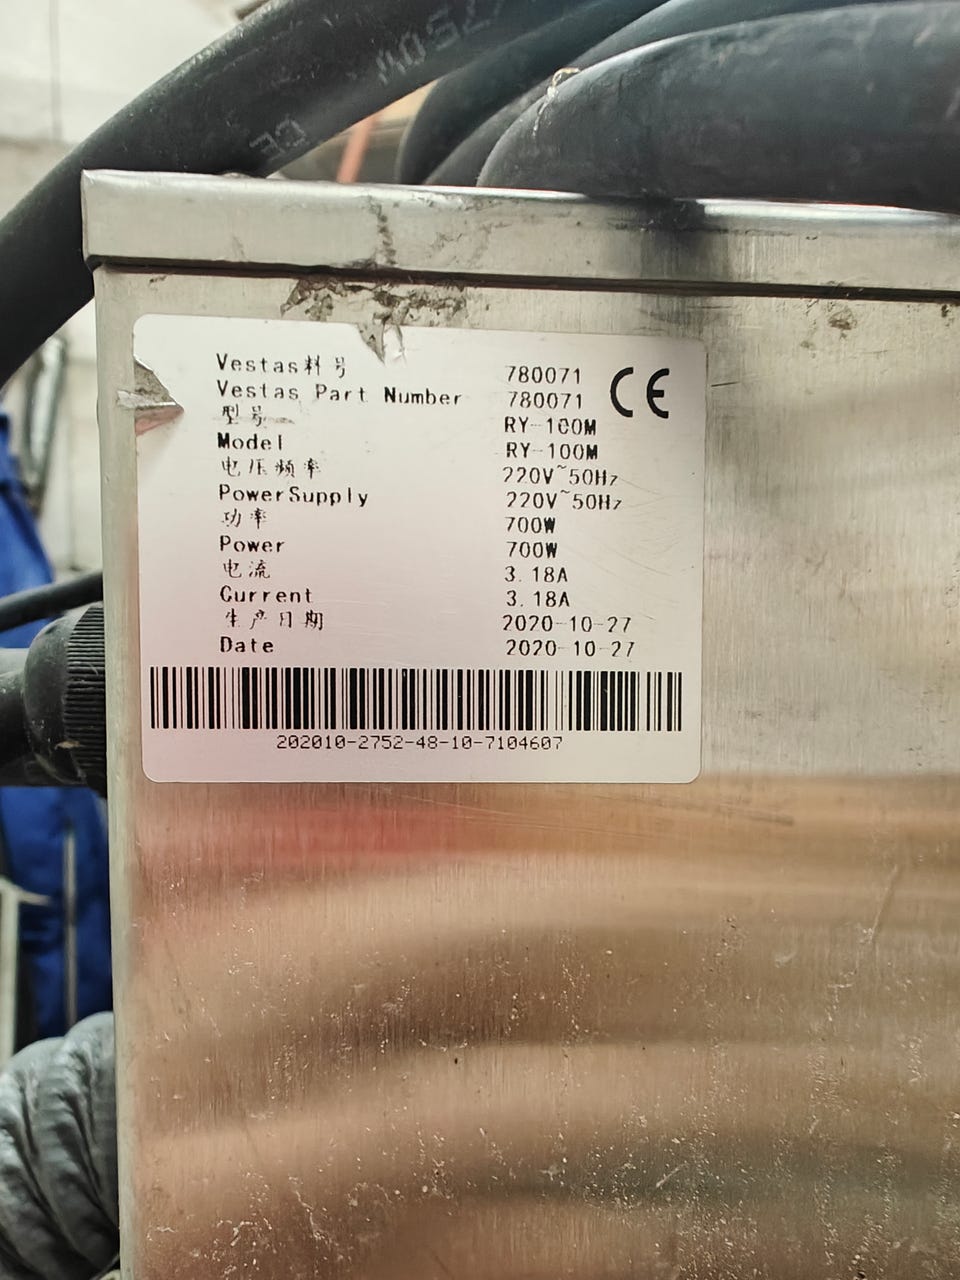 CE
Vestas料号 780071
Vestas Part Number 780071
CE
型号 RY-100M
Model RY-100M
电压频率 220V~50Hz
PowerSupply 220V~50Hz
功率 700W
Power 700W
电流 3.18A
Current 3.18A
生产日期 2020-10-27
Date 2020-10-27
202010-2752-48-10-7104607